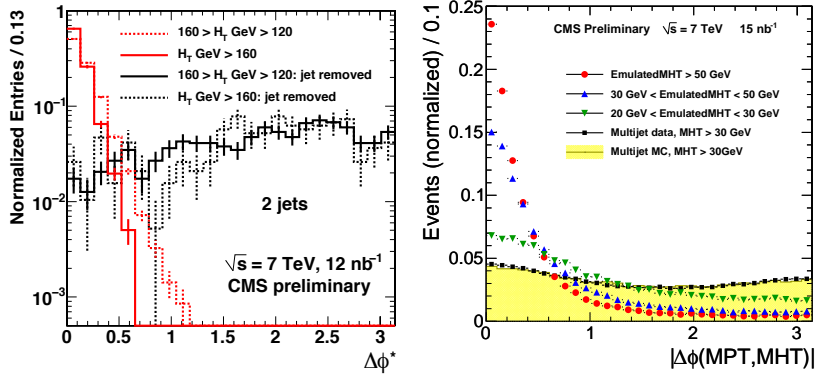 Normalized Entries / 0.13
1
10⁻¹
10⁻²
10⁻³
160 > H_T GeV > 120
H_T GeV > 160
160 > H_T GeV > 120: jet removed
H_T GeV > 160: jet removed
2 jets
√s = 7 TeV, 12 nb⁻¹
CMS preliminary
0 0.5 1 1.5 2 2.5 3
Δϕ*
Events (normalized) / 0.1
0.25
0.2
0.15
0.1
0.05
0
CMS Preliminary √s = 7 TeV 15 nb⁻¹
EmulatedMHT > 50 GeV
30 GeV < EmulatedMHT < 50 GeV
20 GeV < EmulatedMHT < 30 GeV
Multijet data, MHT > 30 GeV
Multijet MC, MHT > 30GeV
0 1 2 3
|Δϕ(MPT,MHT)|